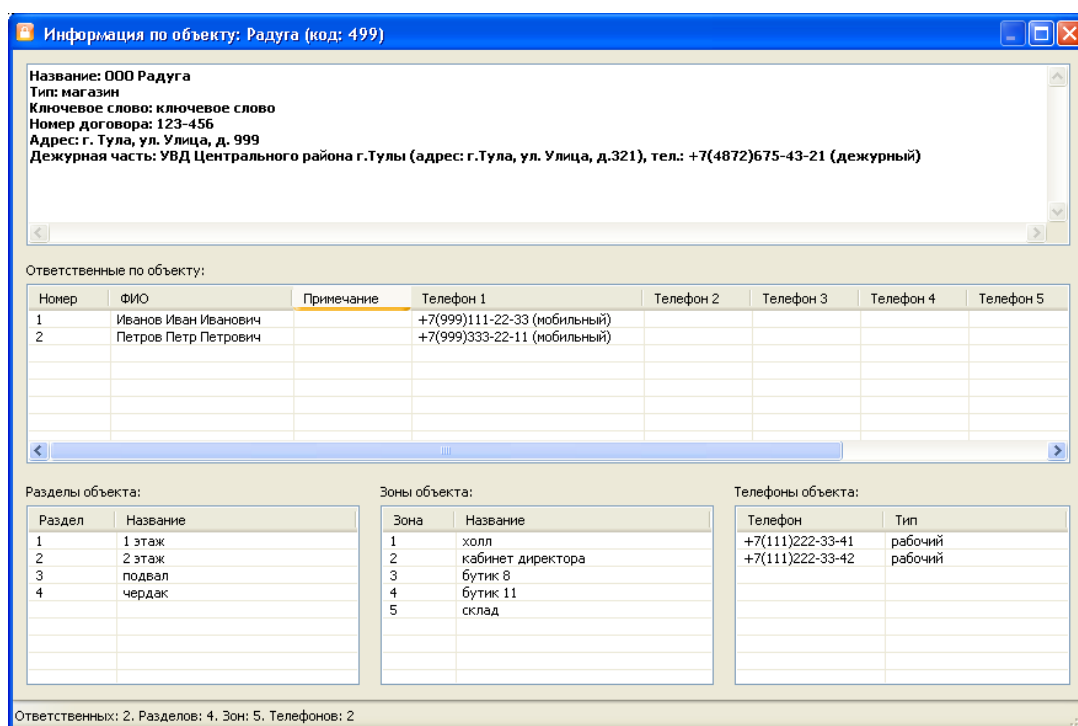 Информация по объекту: Радуга (код: 499)
Название: ООО Радуга
Тип: магазин
Ключевое слово: ключевое слово
Номер договора: 123-456
Адрес: г. Тула, ул. Улица, д. 999
Дежурная часть: УВД Центрального района г.Тулы (адрес: г.Тула, ул. Улица, д.321), тел.: +7(4872)675-43-21 (дежурный)
Ответственные по объекту:
Номер ФИО Примечание Телефон 1 Телефон 2 Телефон 3 Телефон 4 Телефон 5
1 Иванов Иван Иванович +7(999)111-22-33 (мобильный)
2 Петров Петр Петрович +7(999)333-22-11 (мобильный)
Разделы объекта:
Раздел Название
1 1 этаж
2 2 этаж
3 подвал
4 чердак
Зоны объекта:
Зона Название
1 холл
2 кабинет директора
3 бутик 8
4 бутик 11
5 склад
Телефоны объекта:
Телефон Тип
+7(111)222-33-41 рабочий
+7(111)222-33-42 рабочий
Ответственных: 2. Разделов: 4. Зон: 5. Телефонов: 2